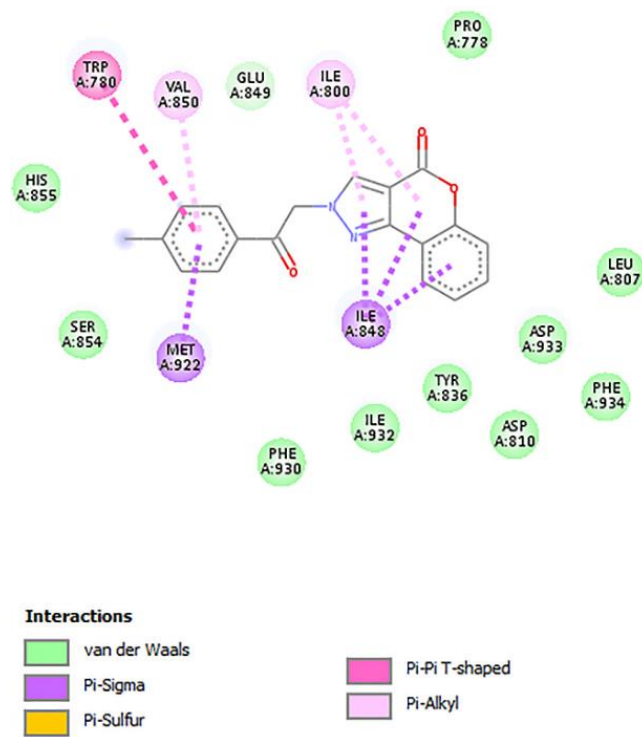 PRO
A:778
TRP
A:780
VAL
A:850
GLU
A:849
ILE
A:800
O
HIS
A:855
N
O
N
O
LEU
A:807
SER
A:854
MET
A:922
ILE
A:848
ASP
A:933
TYR
A:836
PHE
A:934
ILE
A:932
ASP
A:810
PHE
A:930
Interactions
van der Waals
Pi-Sigma
Pi-Sulfur
Pi-Pi T-shaped
Pi-Alkyl